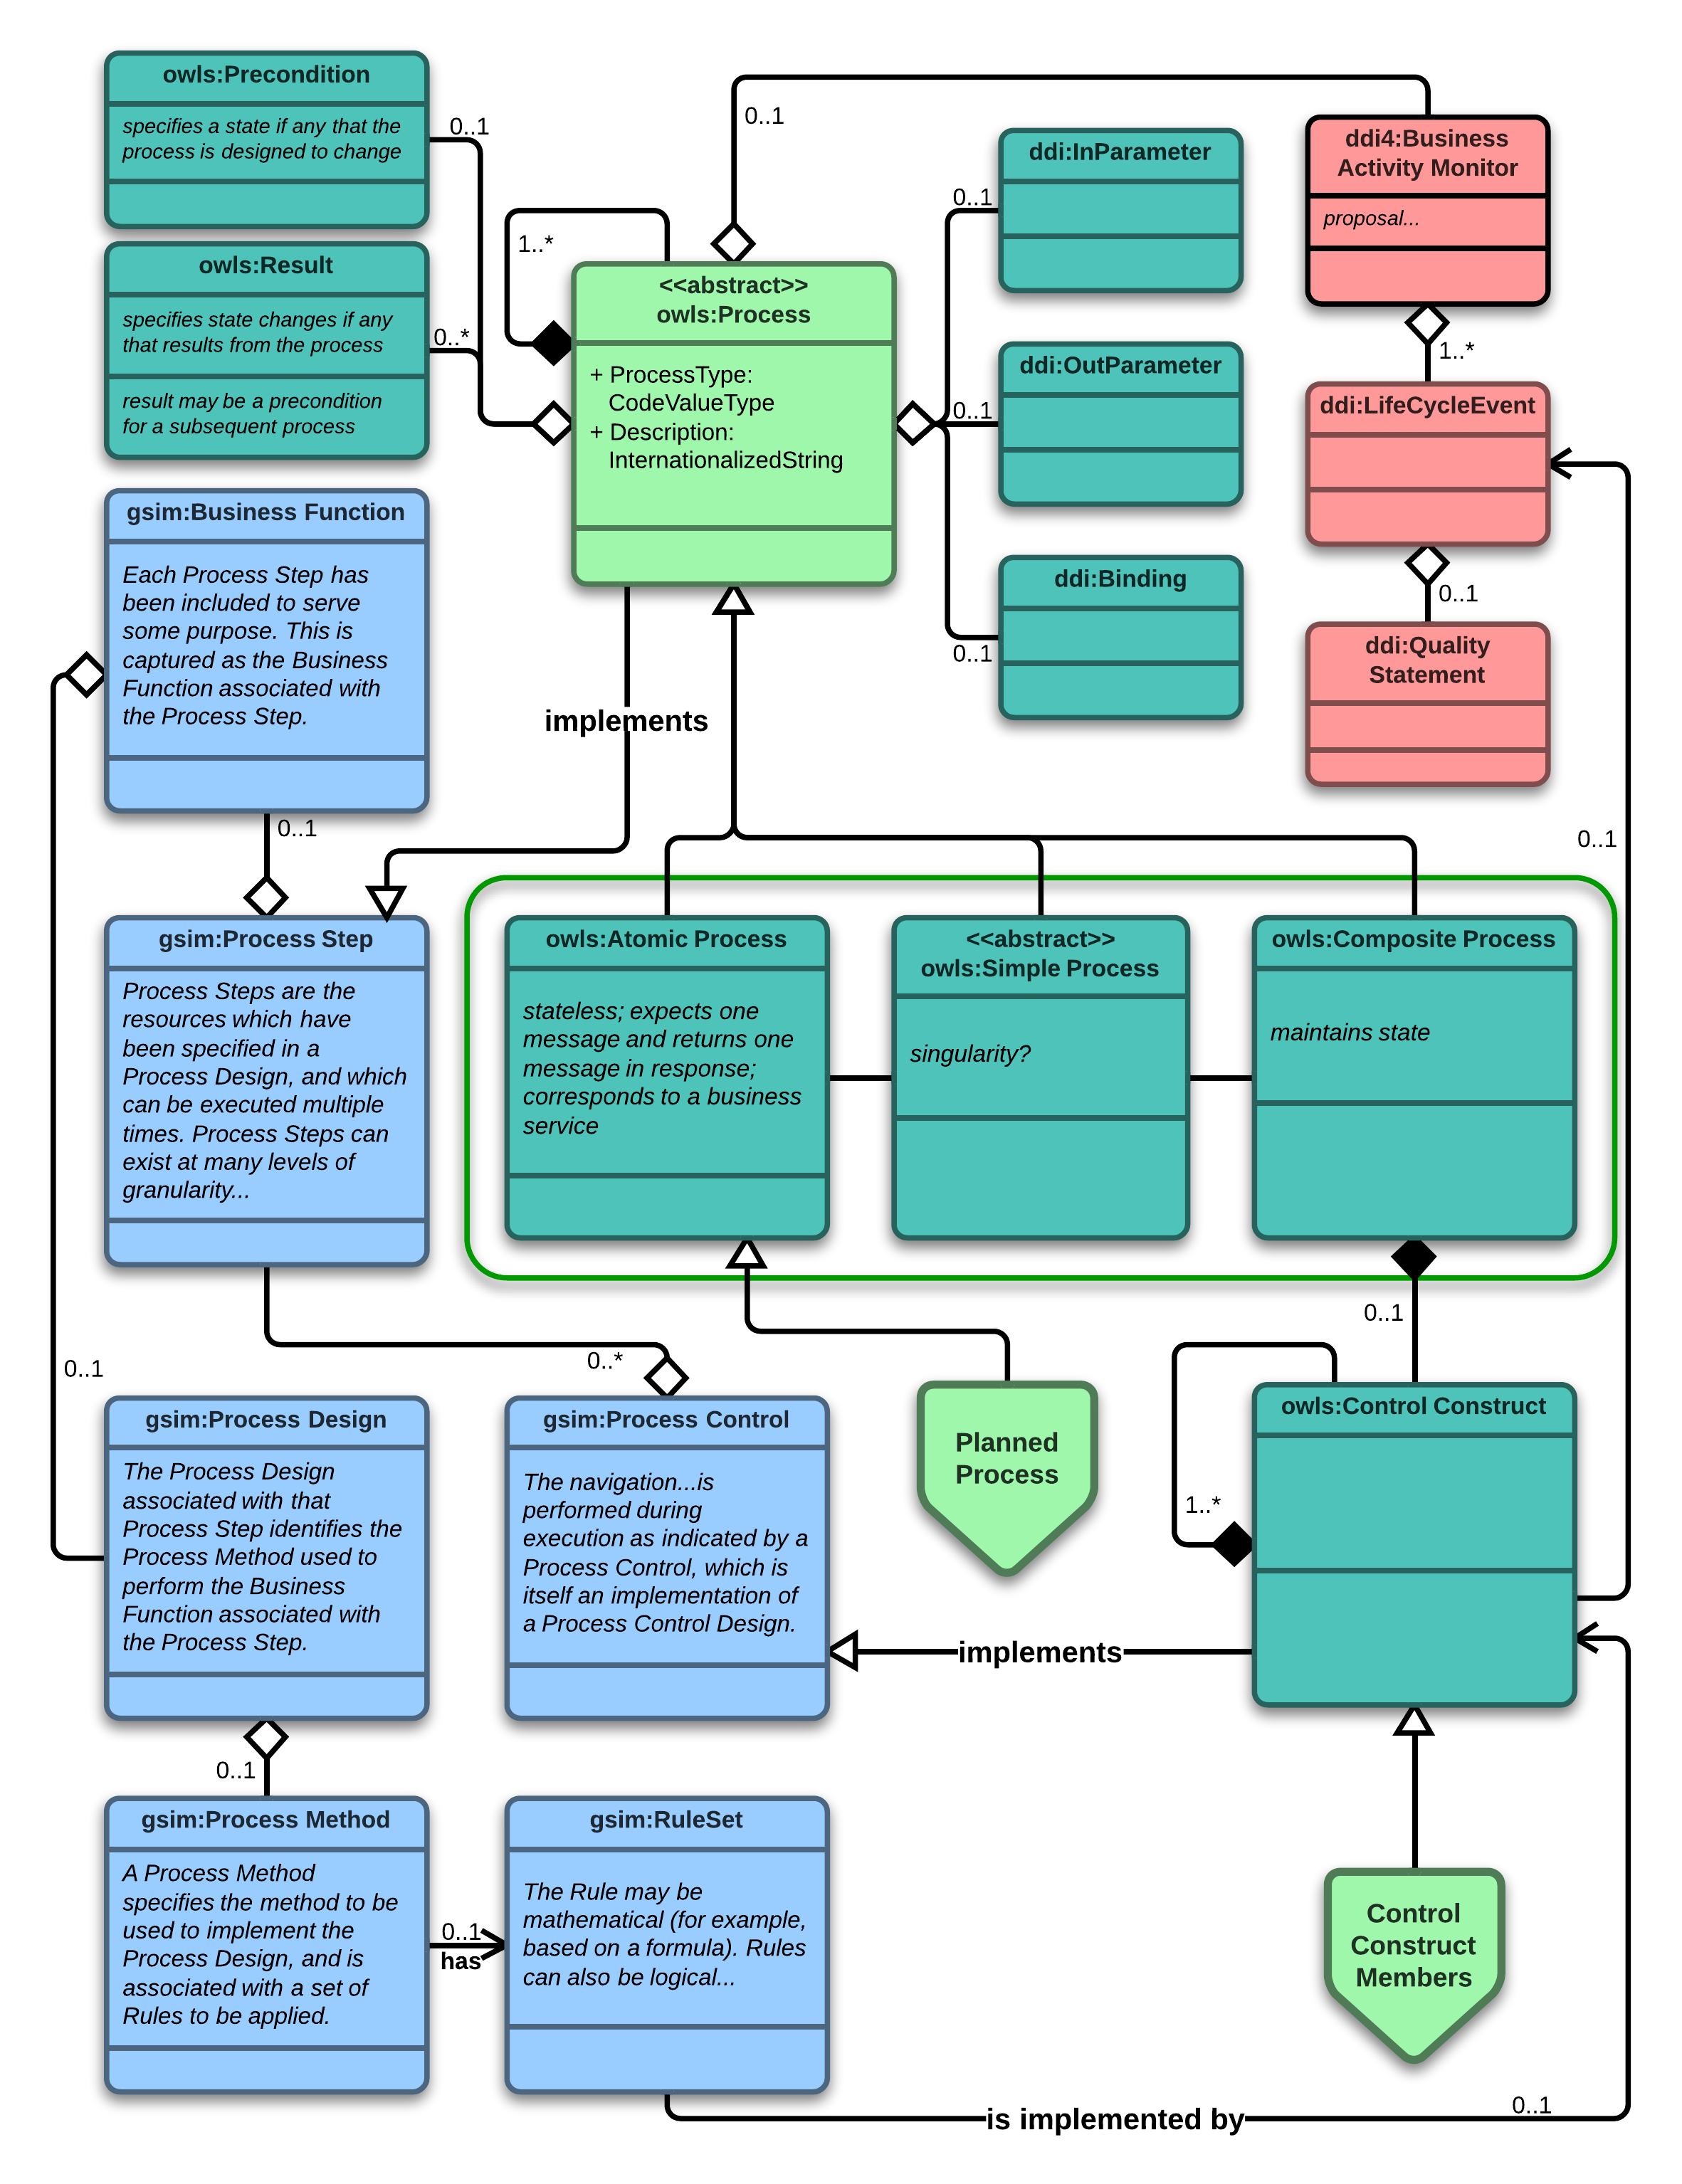 owls:Precondition
specifies a state if any that the
process is designed to change
0..1
owls:Result
specifies state changes if any
that results from the process
result may be a precondition
for a subsequent process
0..*
0..1
1..*
<<abstract>>
owls:Process
+ ProcessType:
CodeValueType
+ Description:
InternationalizedString
ddi:InParameter
0..1
ddi:OutParameter
0..1
ddi:Binding
0..1
ddi4:Business
Activity Monitor
proposal...
1..*
ddi:LifeCycleEvent
0..1
ddi:Quality
Statement
gsim:Business Function
Each Process Step has
been included to serve
some purpose. This is
captured as the Business
Function associated with
the Process Step.
implements
0..1
0..1
gsim:Process Step
Process Steps are the
resources which have
been specified in a
Process Design, and which
can be executed multiple
times. Process Steps can
exist at many levels of
granularity...
owls:Atomic Process
stateless; expects one
message and returns one
message in response;
corresponds to a business
service
<<abstract>>
owls:Simple Process
singularity?
owls:Composite Process
maintains state
0..1
0..*
0..1
gsim:Process Design
The Process Design
associated with that
Process Step identifies the
Process Method used to
perform the Business
Function associated with
the Process Step.
gsim:Process Control
The navigation...is
performed during
execution as indicated by a
Process Control, which is
itself an implementation of
a Process Control Design.
Planned
Process
owls:Control Construct
1..*
implements
0..1
gsim:Process Method
A Process Method
specifies the method to be
used to implement the
Process Design, and is
associated with a set of
Rules to be applied.
0..1
has
gsim:RuleSet
The Rule may be
mathematical (for example,
based on a formula). Rules
can also be logical...
Control
Construct
Members
is implemented by
0..1